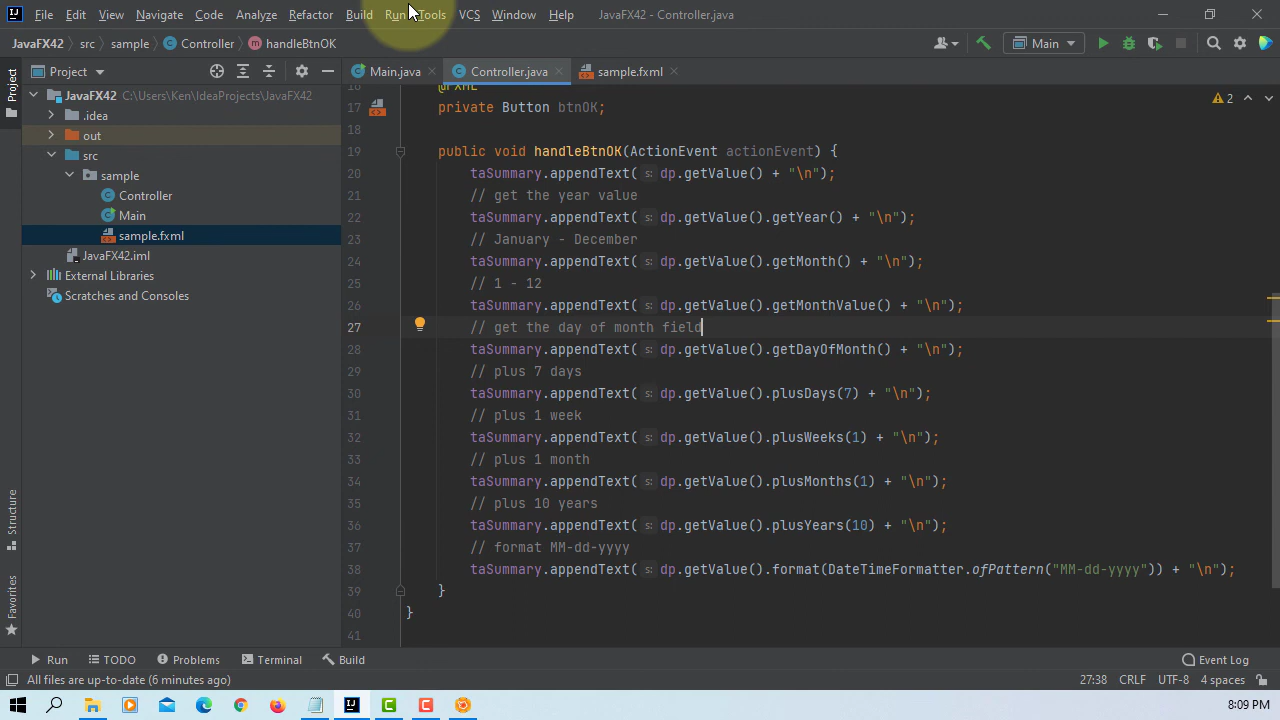 File Edit View Navigate Code Analyze Refactor Build Run Tools VCS Window Help JavaFX42 - Controller.java
JavaFX42 src sample Controller handleBtnOK Main
Project Main.java Controller.java sample.fxml
Project
JavaFX42 C:\Users\Ken\IdeaProjects\JavaFX42
.idea
out
src
sample
Controller
Main
sample.fxml
JavaFX42.iml
External Libraries
Scratches and Consoles
Structure
Favorites
2
16 @FXML
17 private Button btnOK;
18
19 public void handleBtnOK(ActionEvent actionEvent) {
20 taSummary.appendText( s: dp.getValue() + "\n");
21 // get the year value
22 taSummary.appendText( s: dp.getValue().getYear() + "\n");
23 // January - December
24 taSummary.appendText( s: dp.getValue().getMonth() + "\n");
25 // 1 - 12
26 taSummary.appendText( s: dp.getValue().getMonthValue() + "\n");
27 // get the day of month field
28 taSummary.appendText( s: dp.getValue().getDayOfMonth() + "\n");
29 // plus 7 days
30 taSummary.appendText( s: dp.getValue().plusDays(7) + "\n");
31 // plus 1 week
32 taSummary.appendText( s: dp.getValue().plusWeeks(1) + "\n");
33 // plus 1 month
34 taSummary.appendText( s: dp.getValue().plusMonths(1) + "\n");
35 // plus 10 years
36 taSummary.appendText( s: dp.getValue().plusYears(10) + "\n");
37 // format MM-dd-yyyy
38 taSummary.appendText( s: dp.getValue().format(DateTimeFormatter.ofPattern("MM-dd-yyyy")) + "\n");
39 }
40 }
41
Run TODO Problems Terminal Build Event Log
All files are up-to-date (6 minutes ago) 27:38 CRLF UTF-8 4 spaces
8:09 PM